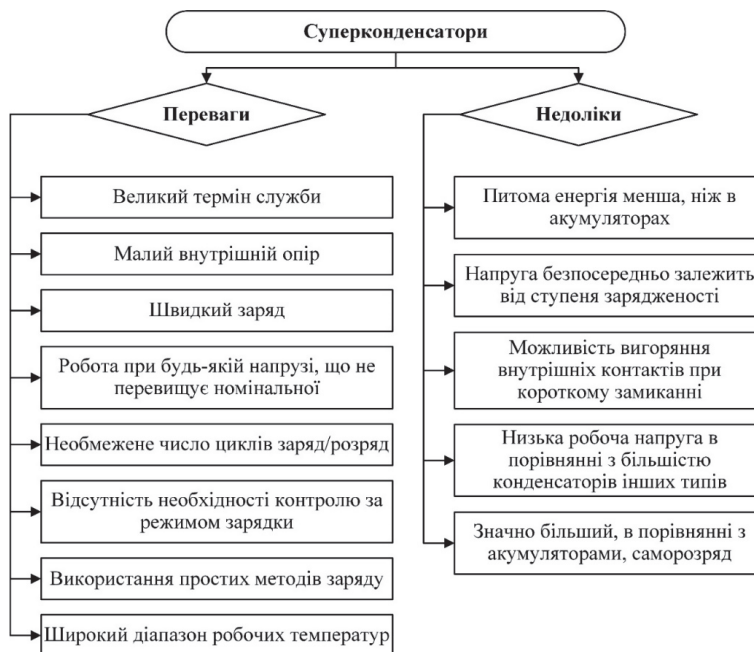 Суперконденсатори
Переваги
Великий термін служби
Малий внутрішній опір
Швидкий заряд
Робота при будь-якій напрузі, що не
перевищує номінальної
Необмежене число циклів заряд/розряд
Відсутність необхідності контролю за
режимом зарядки
Використання простих методів заряду
Широкий діапазон робочих температур
Недоліки
Питома енергія менша, ніж в
акумуляторах
Напруга безпосередньо залежить
від ступеня зарядженості
Можливість вигоряння
внутрішніх контактів при
короткому замиканні
Низька робоча напруга в
порівнянні з більшістю
конденсаторів інших типів
Значно більший, в порівнянні з
акумуляторами, саморозряд